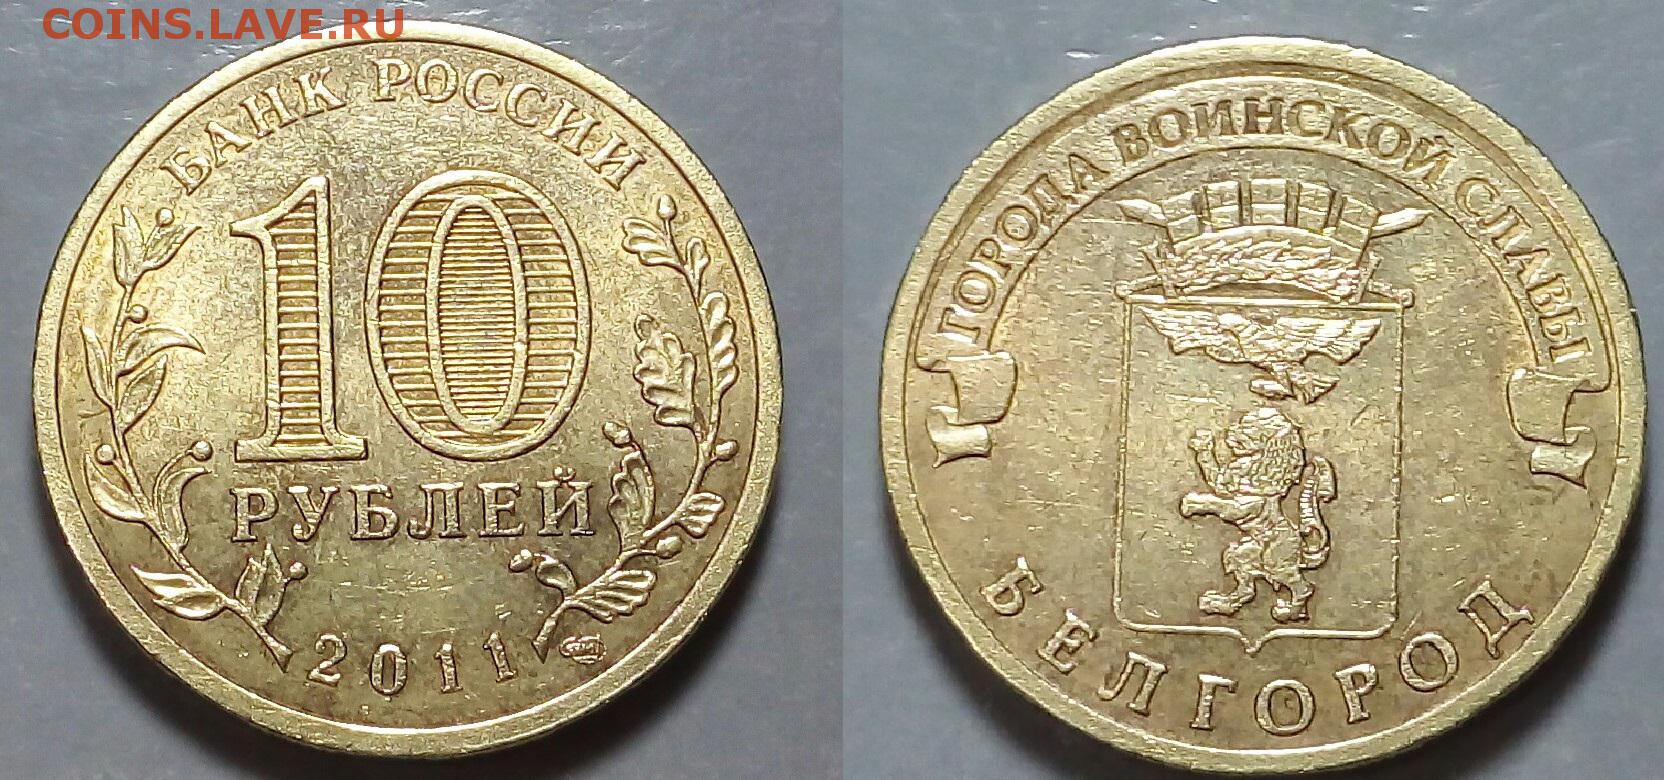 COINS.LAVE.RU
БАНК РОССИИ
10
РУБЛЕЙ
2011
ГОРОДА ВОИНСКОЙ СЛАВЫ
БЕЛГОРОД